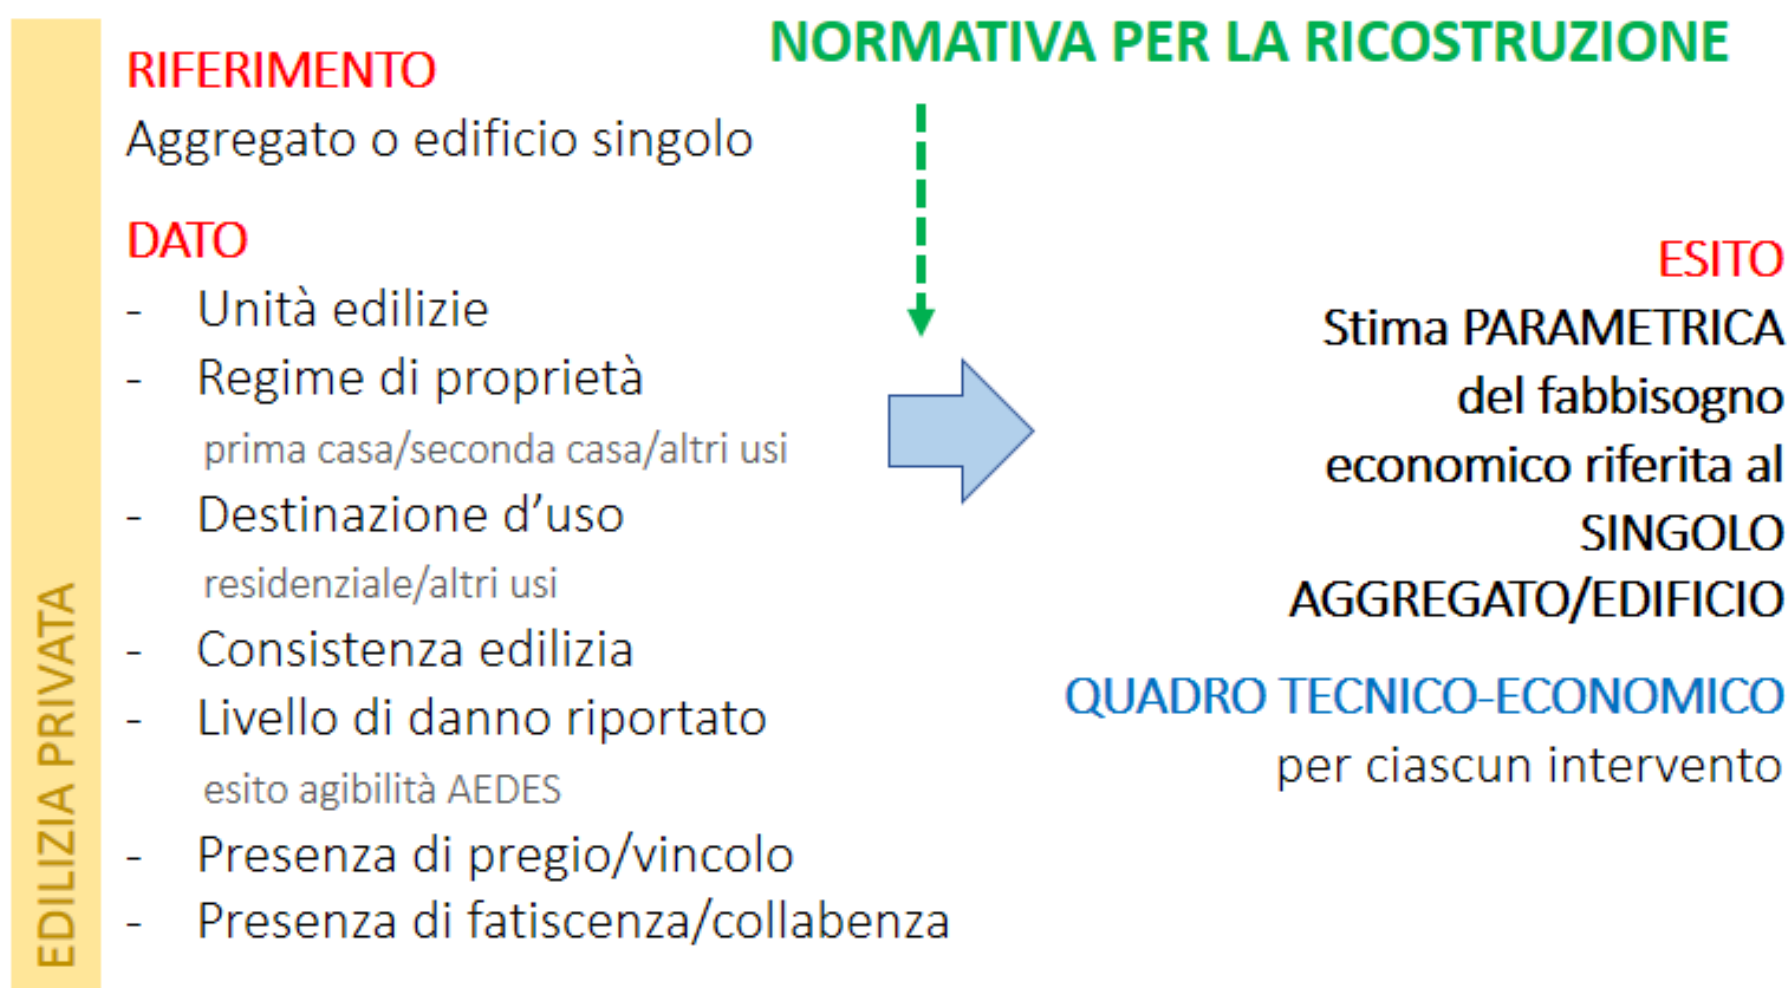 NORMATIVA PER LA RICOSTRUZIONE
RIFERIMENTO
Aggregato o edificio singolo
DATO
- Unità edilizie
- Regime di proprietà
prima casa/seconda casa/altri usi
- Destinazione d’uso
residenziale/altri usi
- Consistenza edilizia
- Livello di danno riportato
esito agibilità AEDES
- Presenza di pregio/vincolo
- Presenza di fatiscenza/collabenza
ESITO
Stima PARAMETRICA
del fabbisogno
economico riferita al
SINGOLO
AGGREGATO/EDIFICIO
QUADRO TECNICO-ECONOMICO
per ciascun intervento
EDILIZIA PRIVATA